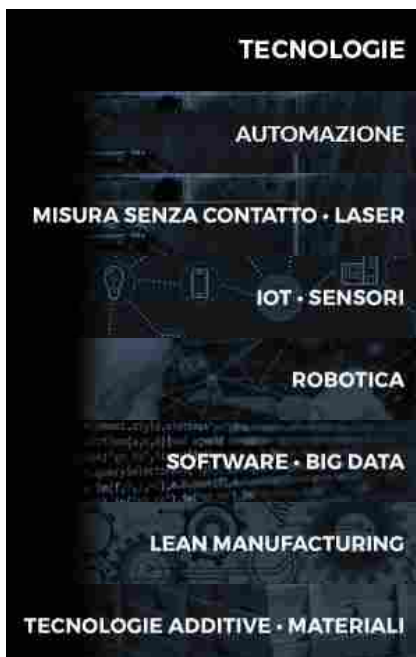 TECNOLOGIE
AUTOMAZIONE
MISURA SENZA CONTATTO • LASER
IOT • SENSORI
ROBOTICA
SOFTWARE • BIG DATA
LEAN MANUFACTURING
TECNOLOGIE ADDITIVE • MATERIALI